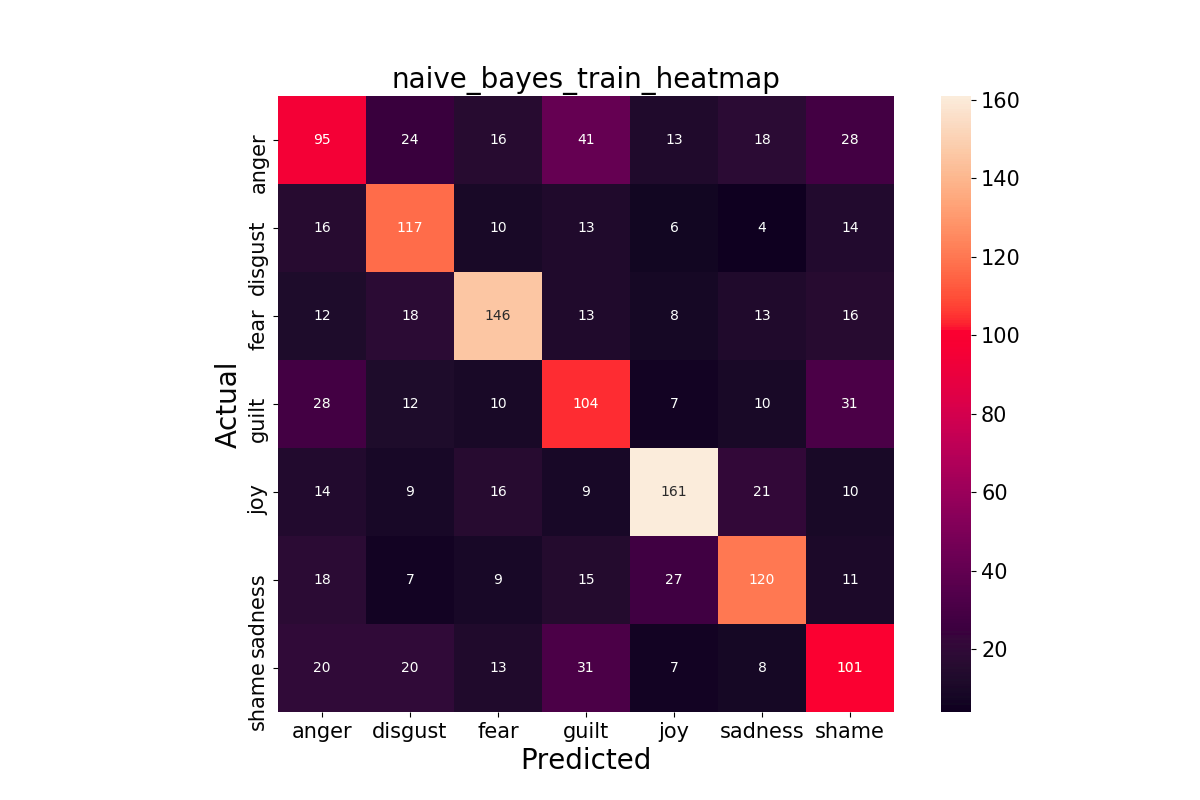 naive_bayes_train_heatmap
Actual
anger 95 24 16 41 13 18 28
disgust 16 117 10 13 6 4 14
fear 12 18 146 13 8 13 16
guilt 28 12 10 104 7 10 31
joy 14 9 16 9 161 21 10
sadness 18 7 9 15 27 120 11
shame 20 20 13 31 7 8 101
anger disgust fear guilt joy sadness shame
Predicted
160
140
120
100
80
60
40
20